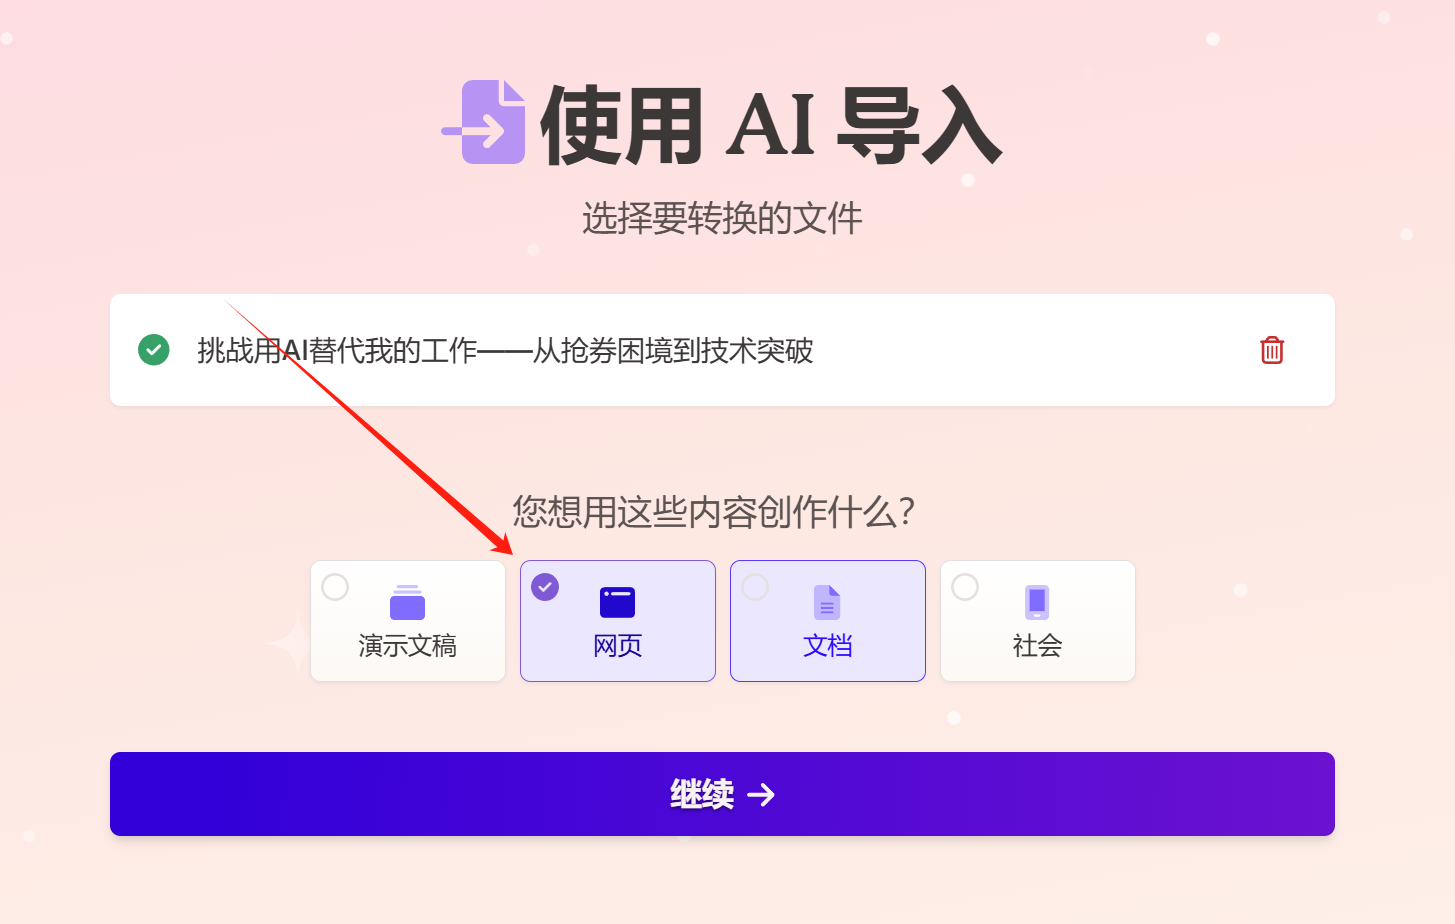 使用 AI 导入
选择要转换的文件
挑战用AI替代我的工作——从抢券困境到技术突破
您想用这些内容创作什么？
演示文稿
网页
文档
社会
继续 →